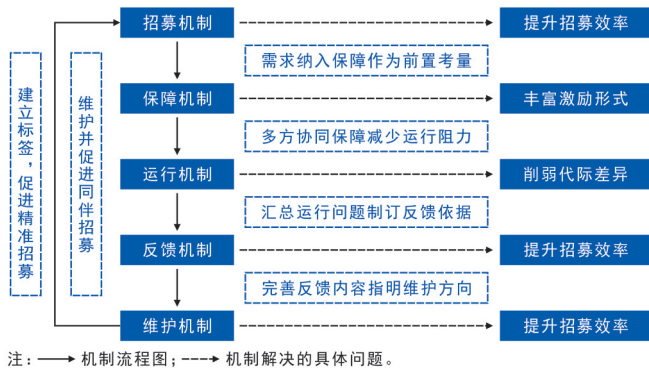 招募机制
提升招募效率
需求纳入保障作为前置考量
保障机制
丰富激励形式
多方协同保障减少运行阻力
运行机制
削弱代际差异
汇总运行问题制订反馈依据
反馈机制
提升招募效率
完善反馈内容指明维护方向
维护机制
提升招募效率
建立标签，促进精准招募
维护并促进同伴招募
注：机制流程图；机制解决的具体问题。